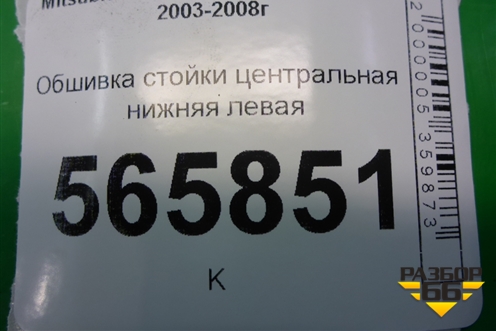 2003-2008г
Обшивка стойки центральная
нижняя левая
565851
К
2000005359873
РАЗБОР
66